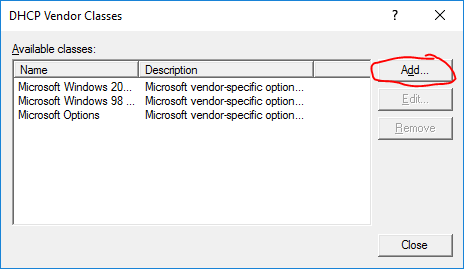 DHCP Vendor Classes
? ×
Available classes:
Name Description
Microsoft Windows 20... Microsoft vendor-specific option...
Microsoft Windows 98 ... Microsoft vendor-specific option...
Microsoft Options Microsoft vendor-specific option...
Add...
Edit...
Remove
Close